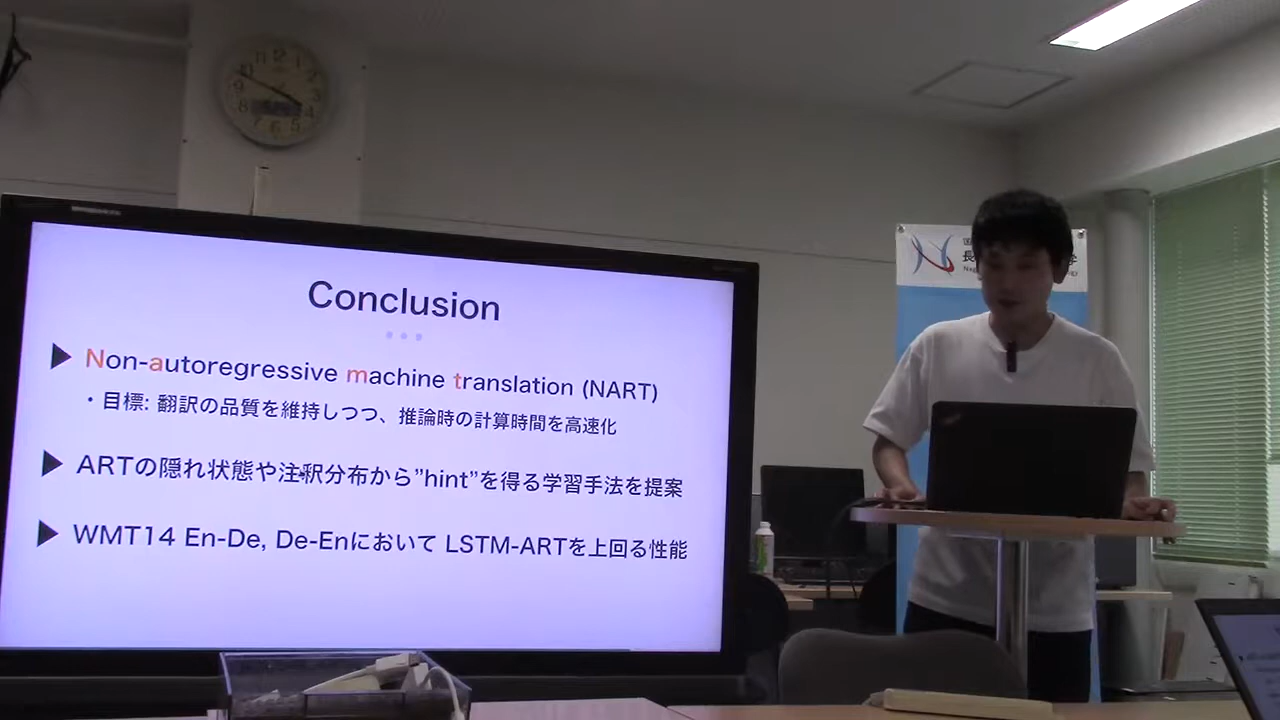 Conclusion
Non-autoregressive machine translation (NART)
・目標: 翻訳の品質を維持しつつ、推論時の計算時間を高速化
ARTの隠れ状態や注釈分布から”hint”を得る学習手法を提案
WMT14 En-De, De-Enにおいて LSTM-ARTを上回る性能